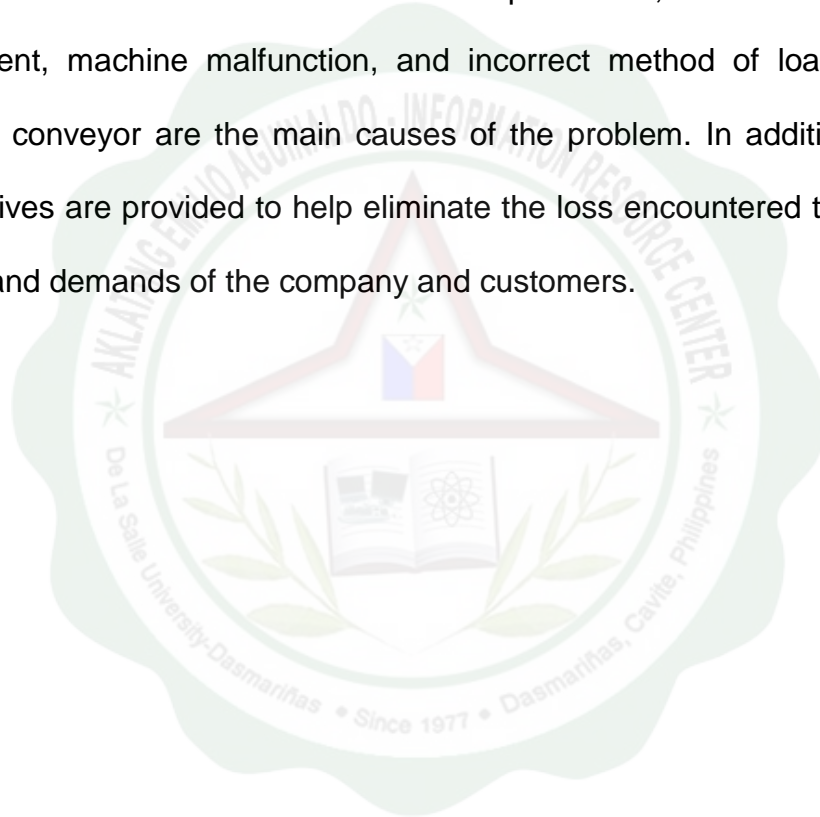 ent, machine malfunction, and incorrect method of loa
conveyor are the main causes of the problem. In additi
ives are provided to help eliminate the loss encountered t
and demands of the company and customers.
AKLATANG EMILIO AGUINALDO - INFORMATION RESOURCE CENTER
De La Salle University-Dasmariñas • Since 1977 • Dasmariñas, Cavite, Philippines